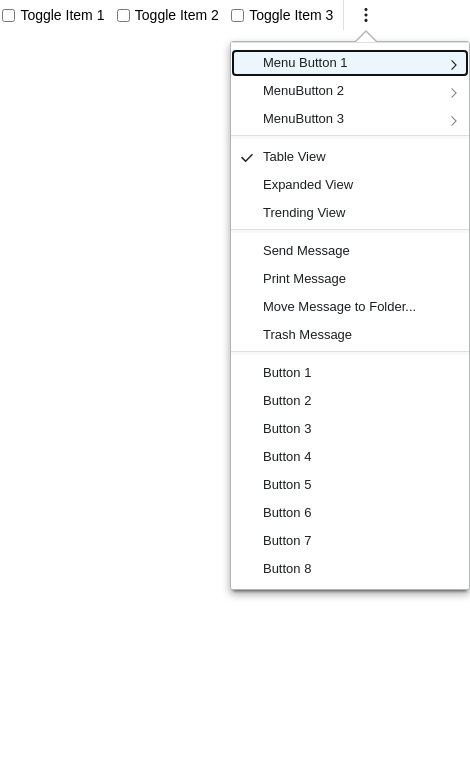 Toggle Item 1 Toggle Item 2 Toggle Item 3
Menu Button 1
MenuButton 2
MenuButton 3
Table View
Expanded View
Trending View
Send Message
Print Message
Move Message to Folder...
Trash Message
Button 1
Button 2
Button 3
Button 4
Button 5
Button 6
Button 7
Button 8